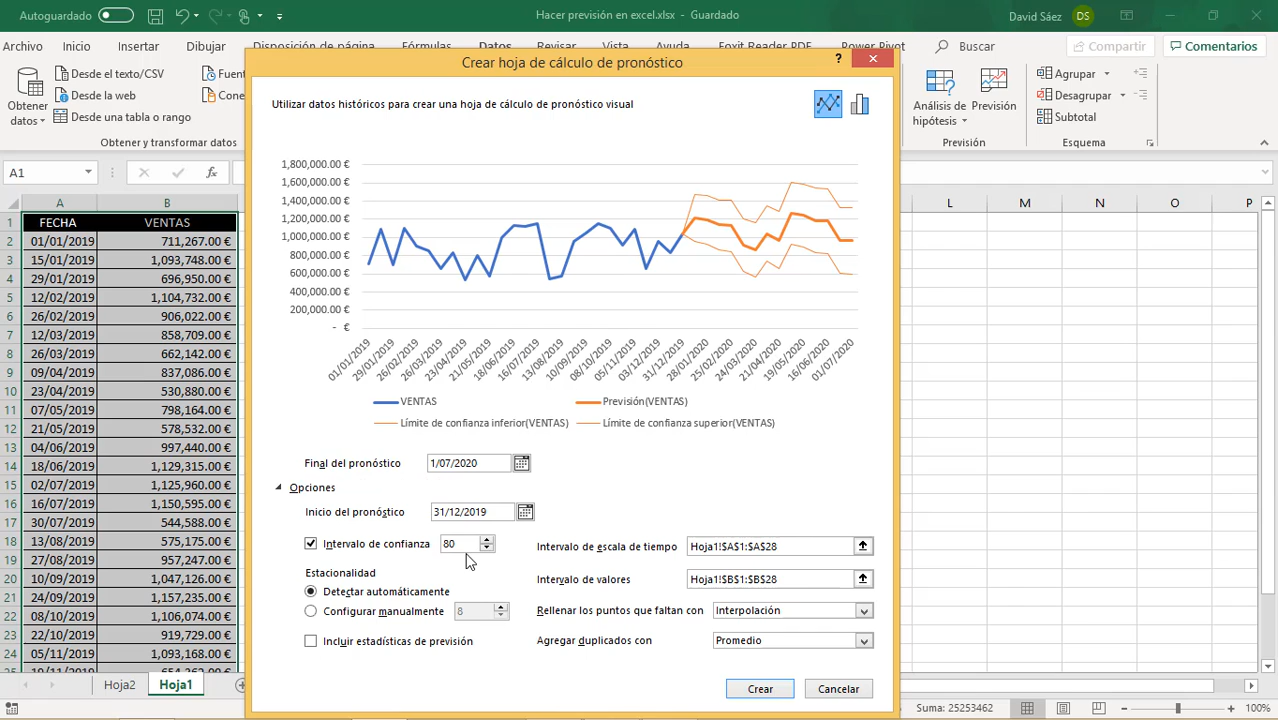 Autoguardado
Hacer previsión en excel.xlsx - Guardado
David Sáez DS
Archivo Inicio Insertar Dibujar Disposición de página Fórmulas Datos Revisar Vista Ayuda Foxit Reader PDF Power Pivot Buscar Compartir Comentarios
Obtener datos
Desde el texto/CSV
Desde la web
Desde una tabla o rango
Fuent
Cone
Obtener y transformar datos
Análisis de hipótesis
Previsión
Previsión
Agrupar
Desagrupar
Subtotal
Esquema
A1
fx
A B L M N O P
1 FECHA VENTAS
2 01/01/2019 711,267.00 €
3 15/01/2019 1,093,748.00 €
4 29/01/2019 696,950.00 €
5 12/02/2019 1,104,732.00 €
6 26/02/2019 906,022.00 €
7 12/03/2019 858,709.00 €
8 26/03/2019 662,142.00 €
9 09/04/2019 837,086.00 €
10 23/04/2019 530,880.00 €
11 07/05/2019 798,164.00 €
12 21/05/2019 578,532.00 €
13 04/06/2019 997,440.00 €
14 18/06/2019 1,129,315.00 €
15 02/07/2019 1,125,960.00 €
16 16/07/2019 1,150,595.00 €
17 30/07/2019 544,588.00 €
18 13/08/2019 575,175.00 €
19 27/08/2019 957,247.00 €
20 10/09/2019 1,047,126.00 €
21 24/09/2019 1,157,235.00 €
22 08/10/2019 1,106,074.00 €
23 22/10/2019 919,729.00 €
24 05/11/2019 1,093,168.00 €
Crear hoja de cálculo de pronóstico
?
Utilizar datos históricos para crear una hoja de cálculo de pronóstico visual
1,800,000.00 €
1,600,000.00 €
1,400,000.00 €
1,200,000.00 €
1,000,000.00 €
800,000.00 €
600,000.00 €
400,000.00 €
200,000.00 €
- €
01/01/2019 29/01/2019 26/02/2019 26/03/2019 23/04/2019 21/05/2019 18/06/2019 16/07/2019 13/08/2019 10/09/2019 08/10/2019 05/11/2019 03/12/2019 31/12/2019 28/01/2020 25/02/2020 24/03/2020 21/04/2020 19/05/2020 16/06/2020 01/07/2020
VENTAS
Previsión(VENTAS)
Límite de confianza inferior(VENTAS)
Límite de confianza superior(VENTAS)
Final del pronóstico 1/07/2020
Opciones
Inicio del pronóstico 31/12/2019
Intervalo de confianza 80
Estacionalidad
Detectar automáticamente
Configurar manualmente 8
Incluir estadísticas de previsión
Intervalo de escala de tiempo Hoja1!$A$1:$A$28
Intervalo de valores Hoja1!$B$1:$B$28
Rellenar los puntos que faltan con Interpolación
Agregar duplicados con Promedio
Crear
Cancelar
Hoja2 Hoja1
Suma: 25253462
100%